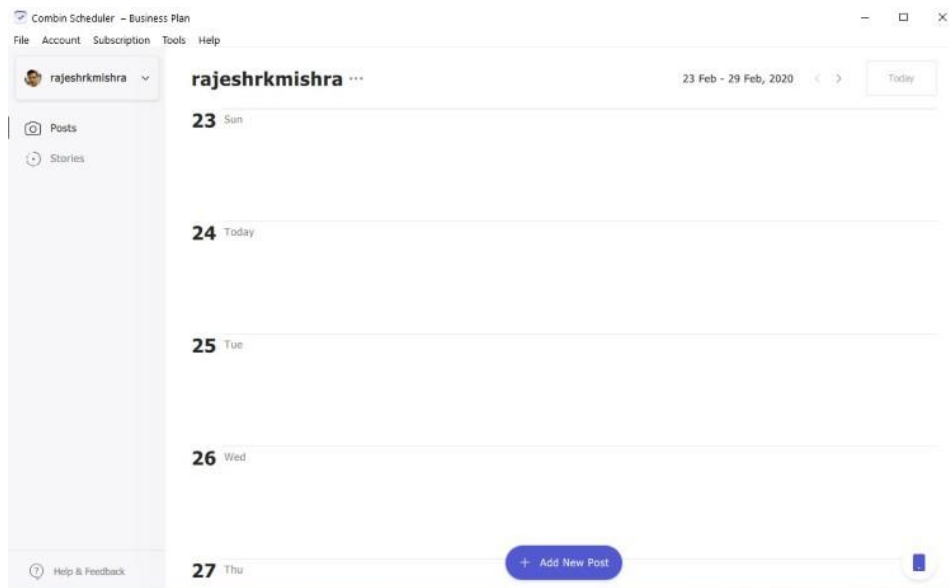 Combin Scheduler – Business Plan
File Account Subscription Tools Help
rajeshrkmishra
Posts
Stories
Help & Feedback
rajeshrkmishra ...
23 Feb - 29 Feb, 2020
Today
23 Sun
24 Today
25 Tue
26 Wed
27 Thu
+ Add New Post